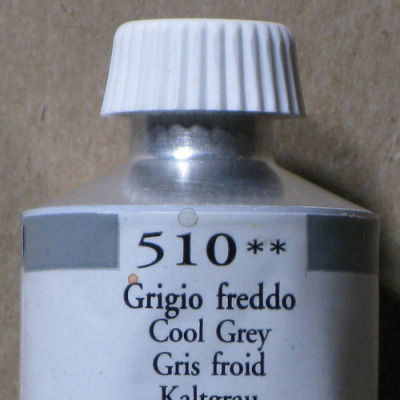 510**
Grigio freddo
Cool Grey
Gris froid
Kaltgrau